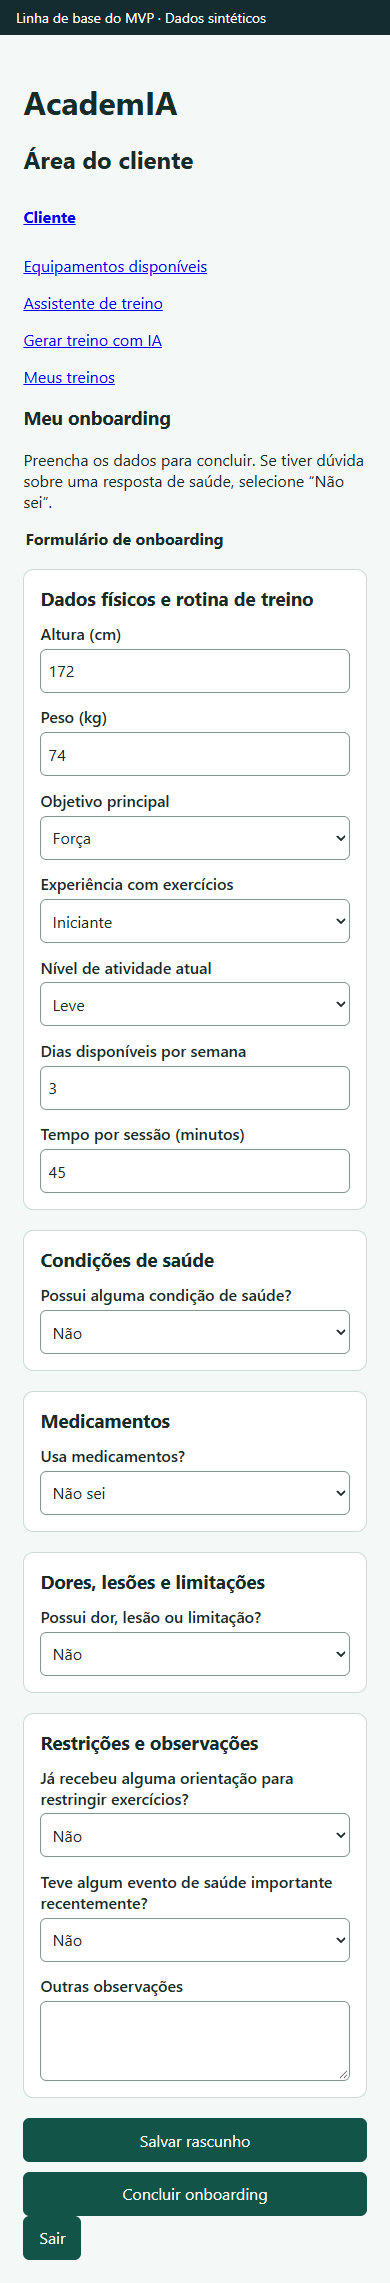 Linha de base do MVP · Dados sintéticos
AcademIA
Área do cliente
Cliente
Equipamentos disponíveis
Assistente de treino
Gerar treino com IA
Meus treinos
Meu onboarding
Preencha os dados para concluir. Se tiver dúvida
sobre uma resposta de saúde, selecione “Não
sei”.
Formulário de onboarding
Dados físicos e rotina de treino
Altura (cm)
172
Peso (kg)
74
Objetivo principal
Força
Experiência com exercícios
Iniciante
Nível de atividade atual
Leve
Dias disponíveis por semana
3
Tempo por sessão (minutos)
45
Condições de saúde
Possui alguma condição de saúde?
Não
Medicamentos
Usa medicamentos?
Não sei
Dores, lesões e limitações
Possui dor, lesão ou limitação?
Não
Restrições e observações
Já recebeu alguma orientação para
restringir exercícios?
Não
Teve algum evento de saúde importante
recentemente?
Não
Outras observações
Salvar rascunho
Concluir onboarding
Sair